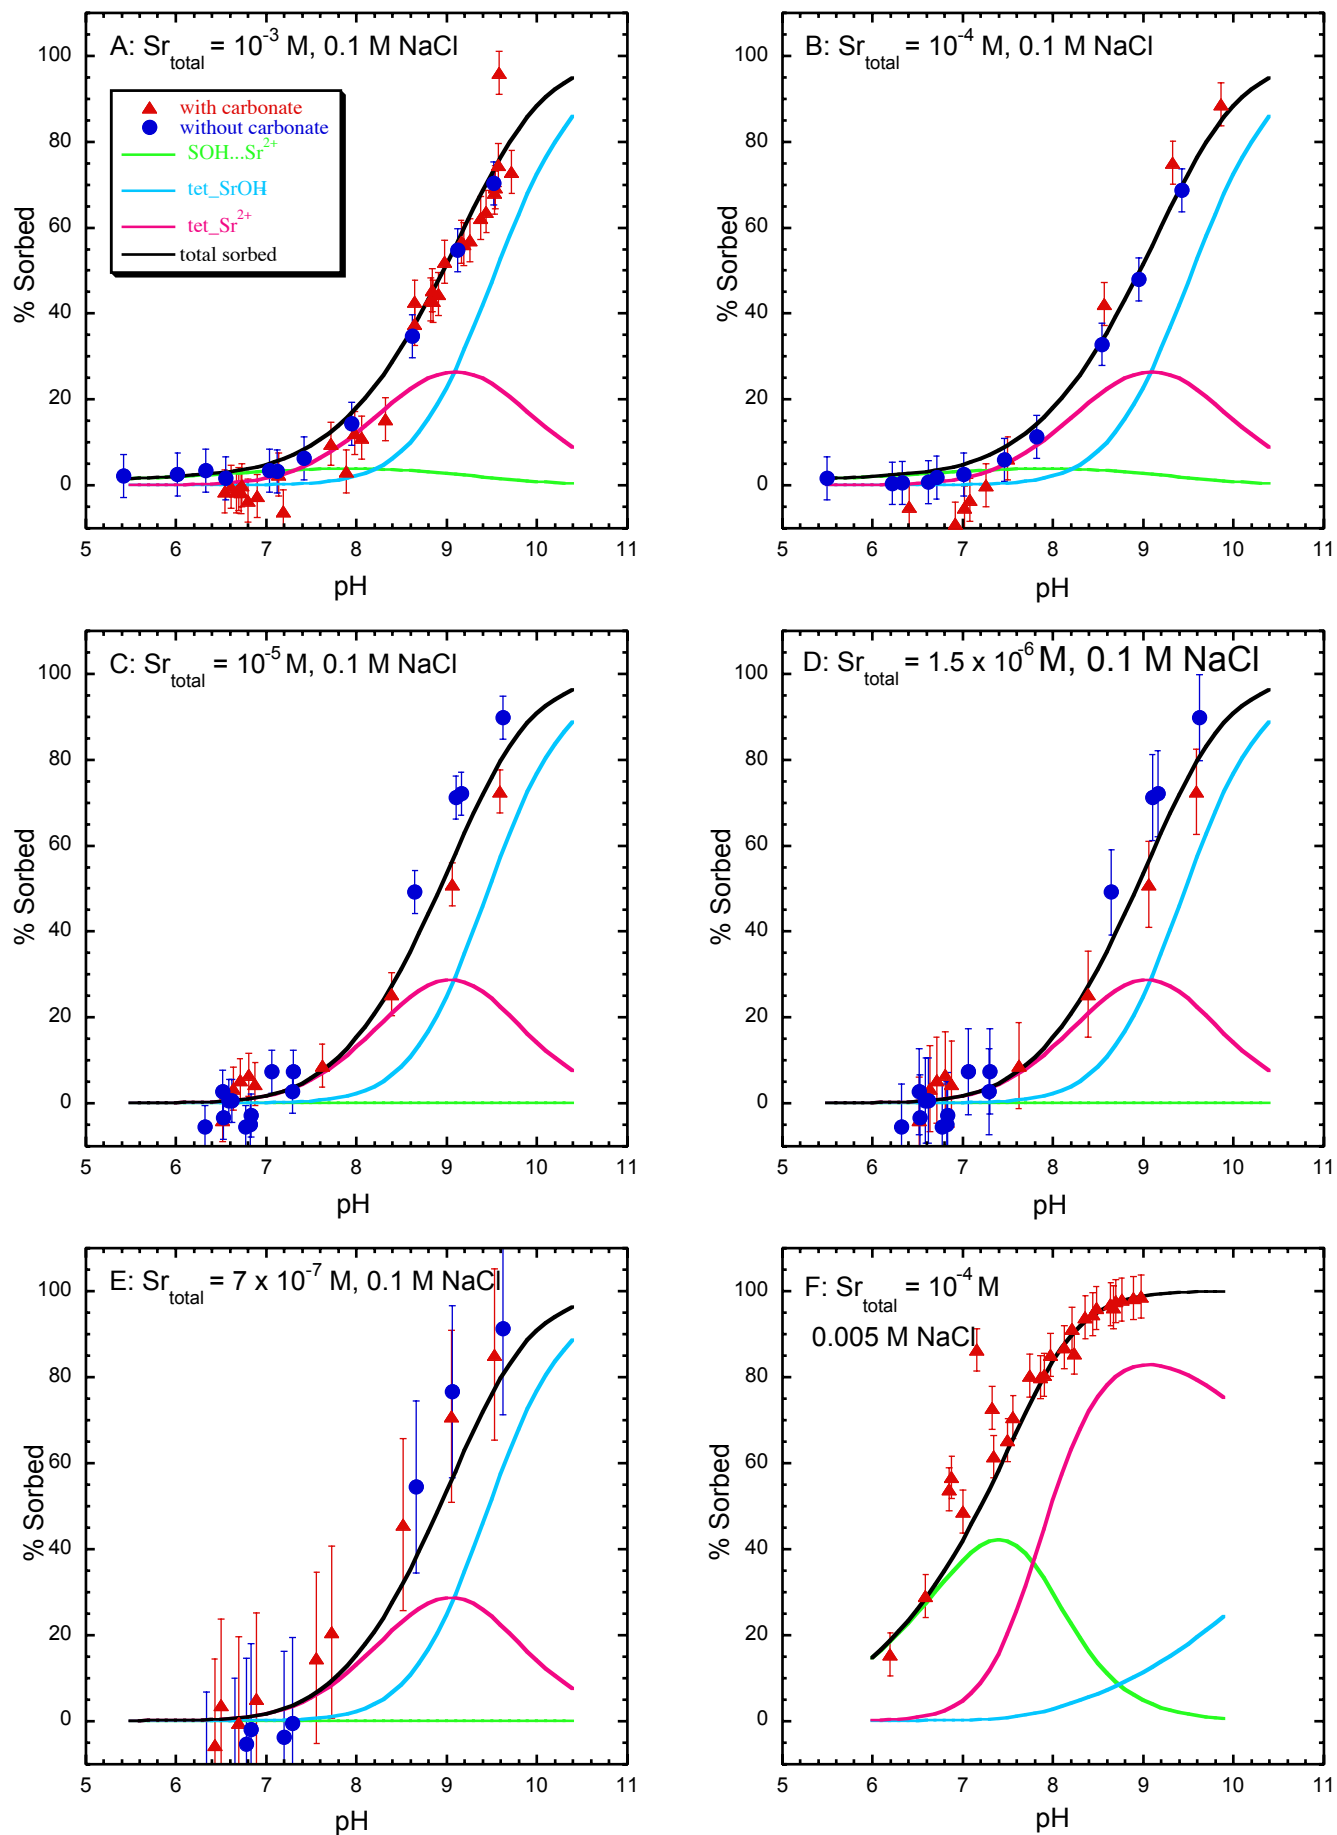 A: Sr_total = 10^-3 M, 0.1 M NaCl
with carbonate
without carbonate
SOH...Sr^2+
tet_SrOH
tet_Sr^2+
total sorbed
% Sorbed
100
80
60
40
20
0
5 6 7 8 9 10 11
pH
B: Sr_total = 10^-4 M, 0.1 M NaCl
% Sorbed
100
80
60
40
20
0
5 6 7 8 9 10 11
pH
C: Sr_total = 10^-5 M, 0.1 M NaCl
% Sorbed
100
80
60
40
20
0
5 6 7 8 9 10 11
pH
D: Sr_total = 1.5 x 10^-6 M, 0.1 M NaCl
% Sorbed
100
80
60
40
20
0
5 6 7 8 9 10 11
pH
E: Sr_total = 7 x 10^-7 M, 0.1 M NaCl
% Sorbed
100
80
60
40
20
0
5 6 7 8 9 10 11
pH
F: Sr_total = 10^-4 M
0.005 M NaCl
% Sorbed
100
80
60
40
20
0
5 6 7 8 9 10 11
pH